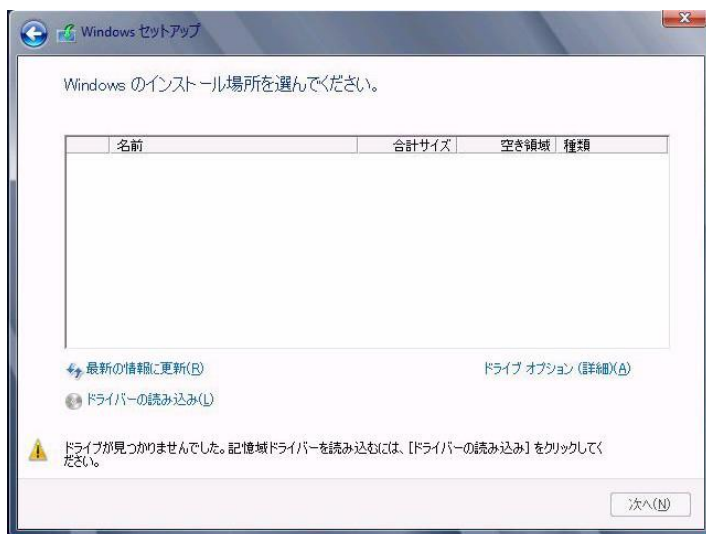 Windows セットアップ
Windows のインストール場所を選んでください。
名前 合計サイズ 空き領域 種類
最新の情報に更新(R) ドライブ オプション (詳細)(A)
ドライバーの読み込み(L)
ドライブが見つかりませんでした。記憶域ドライバーを読み込むには、[ドライバーの読み込み] をクリックしてく
ださい。
次へ(N)